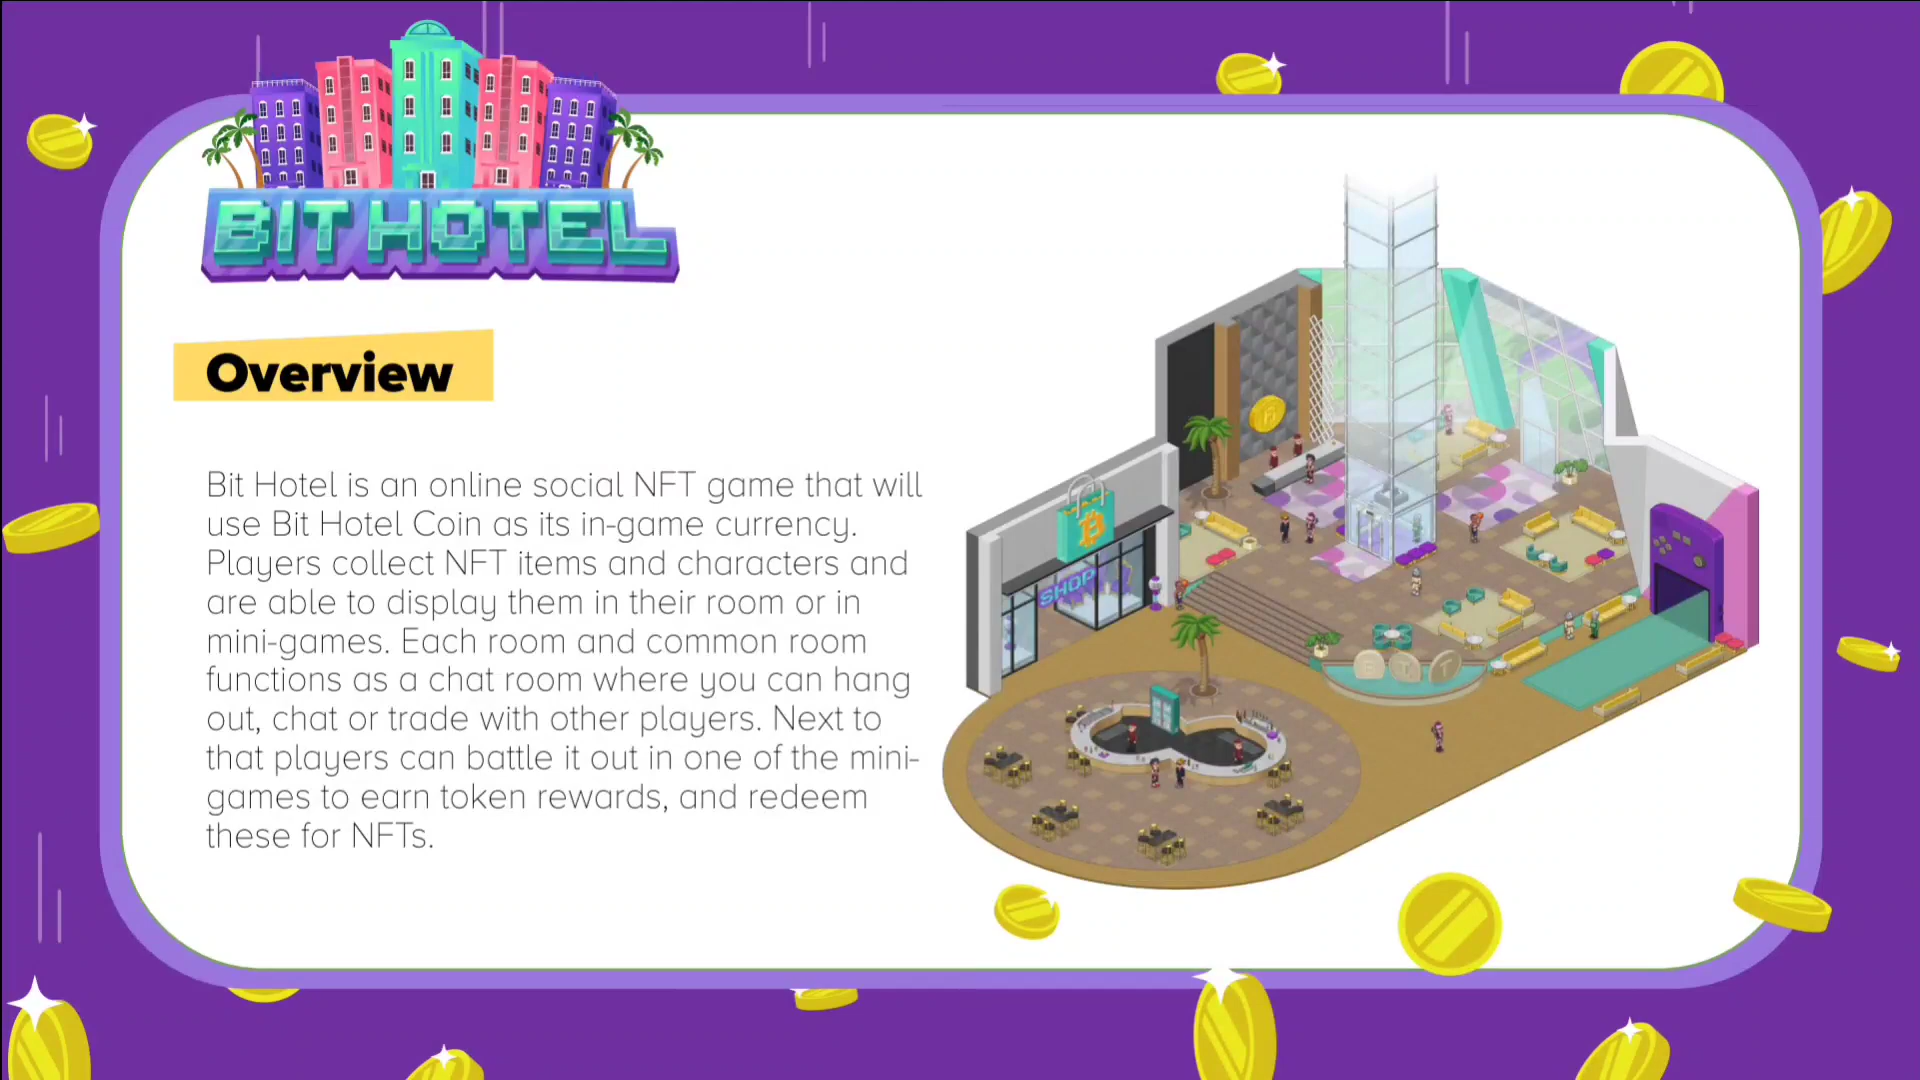 BIT HOTEL
Overview
Bit Hotel is an online social NFT game that will
use Bit Hotel Coin as its in-game currency.
Players collect NFT items and characters and
are able to display them in their room or in
mini-games. Each room and common room
functions as a chat room where you can hang
out, chat or trade with other players. Next to
that players can battle it out in one of the mini-
games to earn token rewards, and redeem
these for NFTs.
SHOP